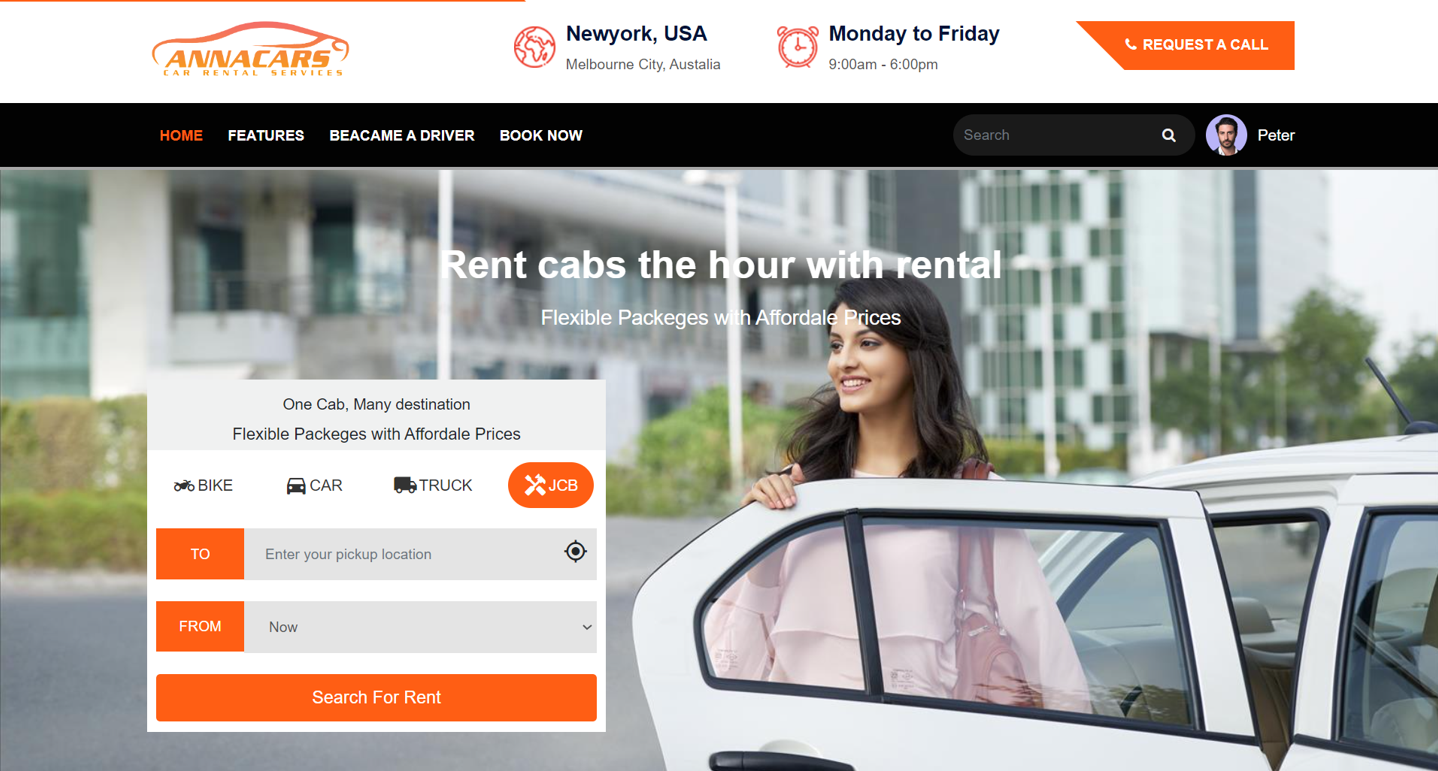 ANNACARS
CAR RENTAL SERVICES
Newyork, USA
Melbourne City, Austalia
Monday to Friday
9:00am - 6:00pm
REQUEST A CALL
HOME FEATURES BEACAME A DRIVER BOOK NOW Search Peter
Rent cabs the hour with rental
Flexible Packeges with Affordale Prices
One Cab, Many destination
Flexible Packeges with Affordale Prices
BIKE CAR TRUCK JCB
TO Enter your pickup location
FROM Now
Search For Rent